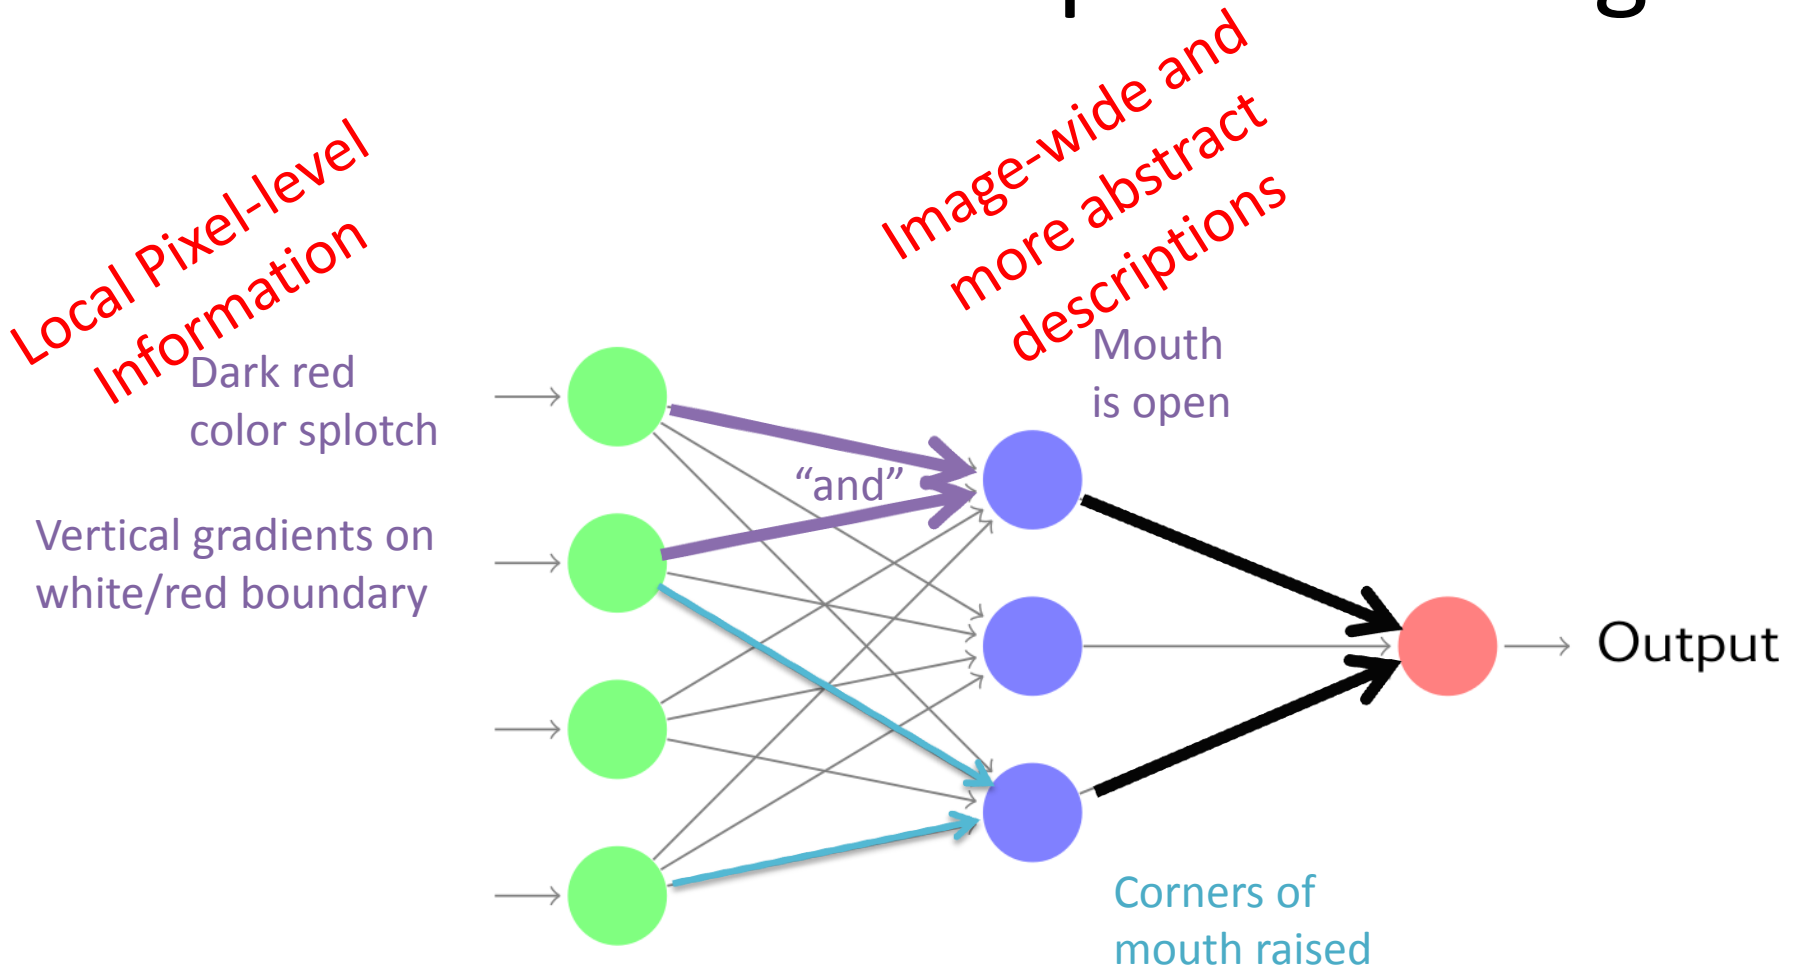 Local Pixel-level
Information
Image-wide and
more abstract
descriptions
Dark red
color splotch
Mouth
is open
“and”
Vertical gradients on
white/red boundary
Output
Corners of
mouth raised